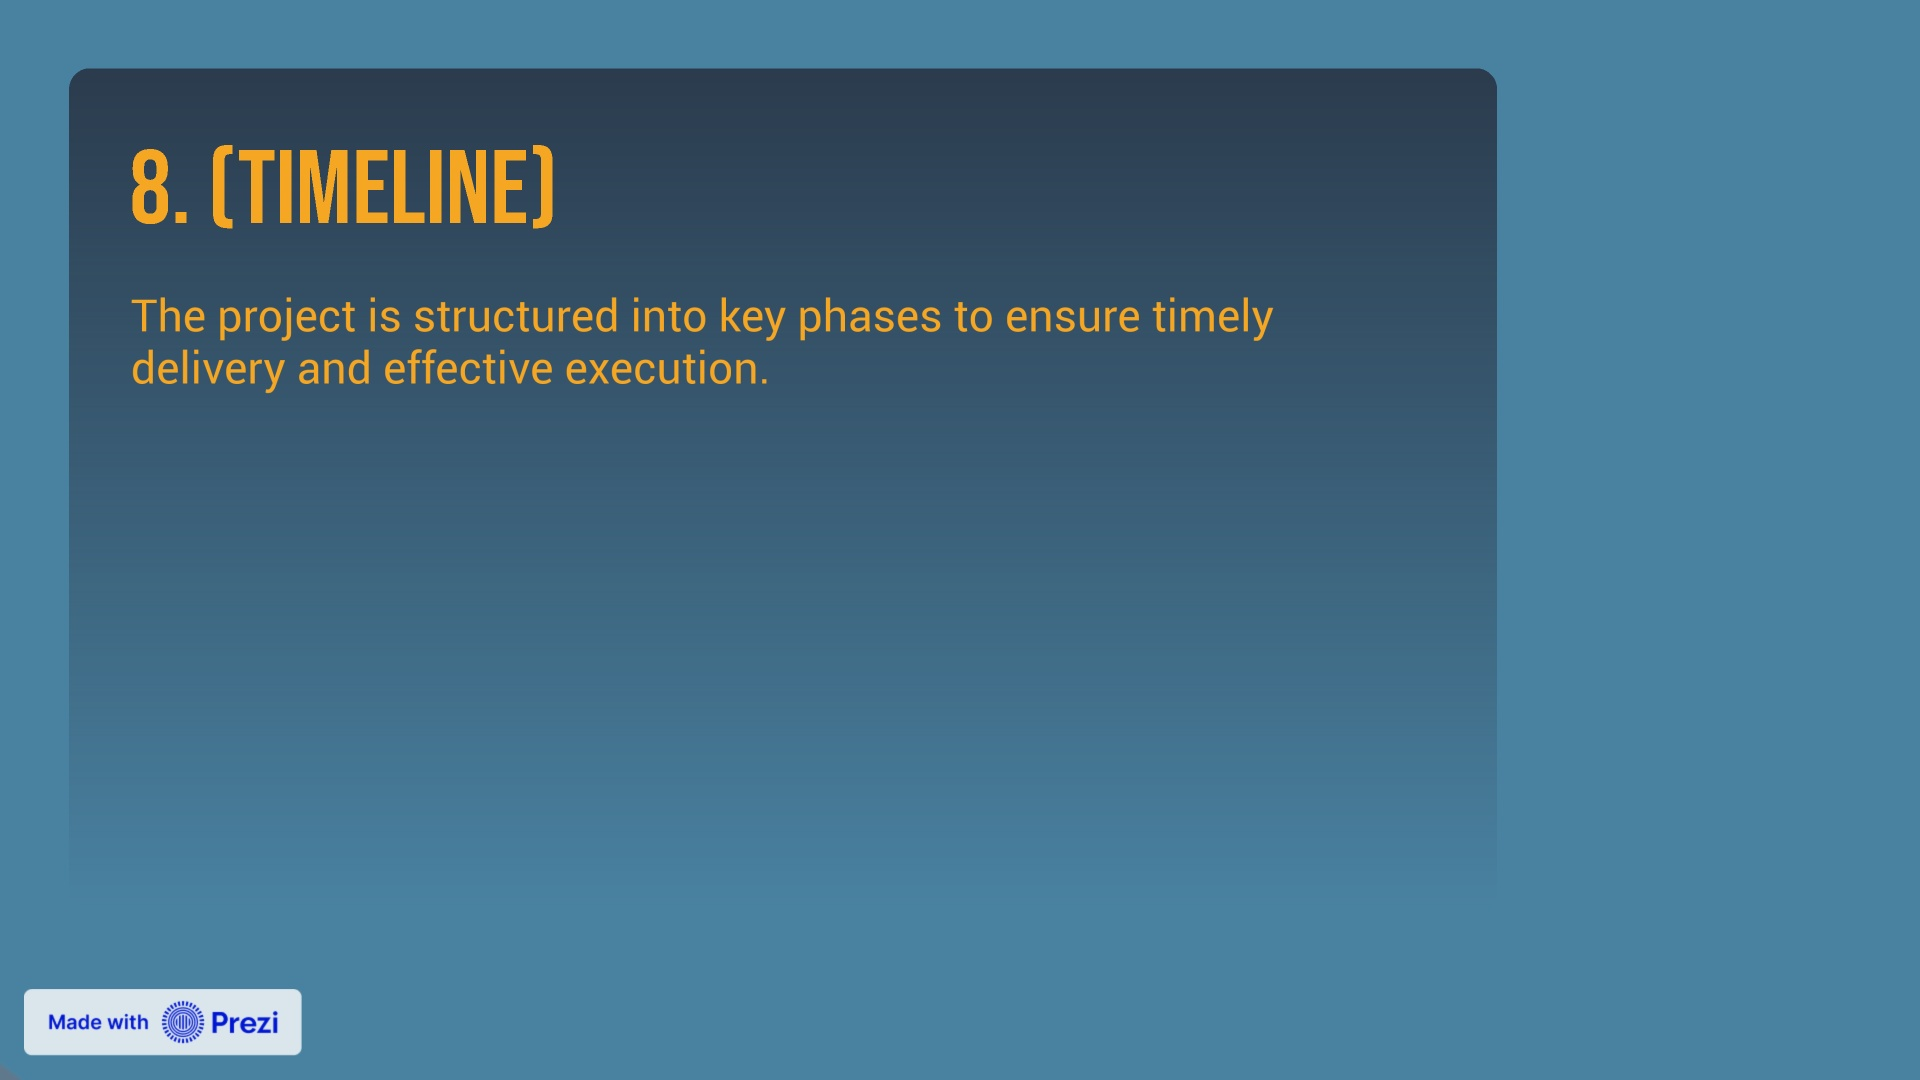 8. (TIMELINE)
The project is structured into key phases to ensure timely
delivery and effective execution.
Made with Prezi